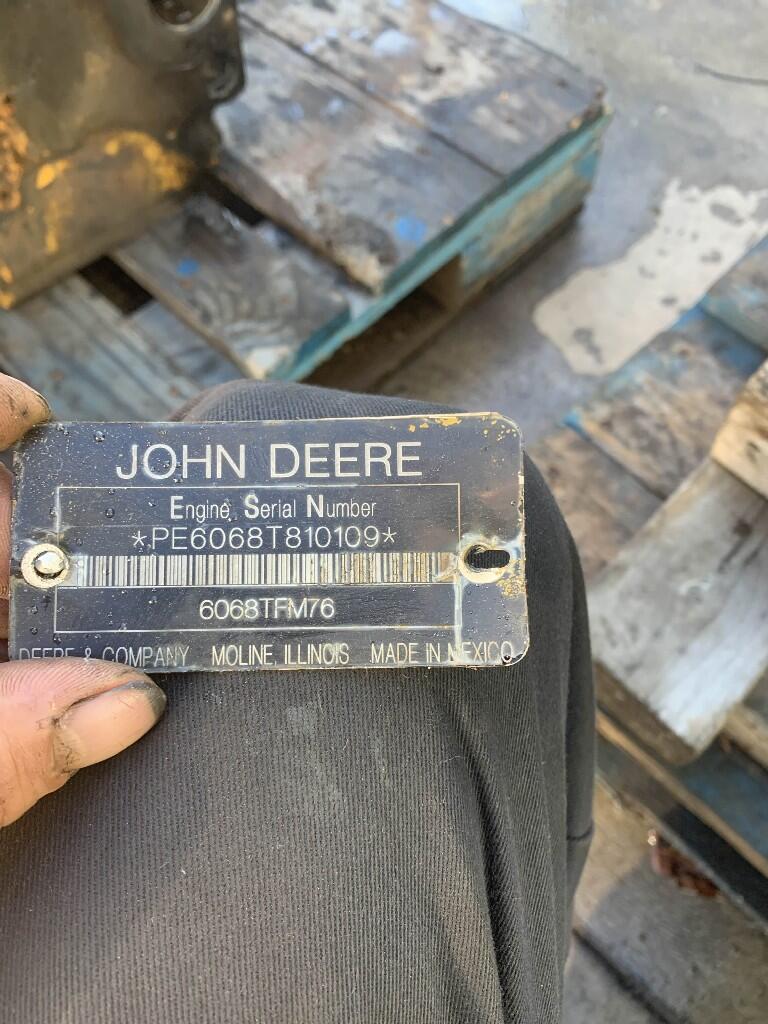 JOHN DEERE
Engine Serial Number
*PE6068T810109*
6068TFM76
DEERE & COMPANY MOLINE, ILLINOIS MADE IN MEXICO